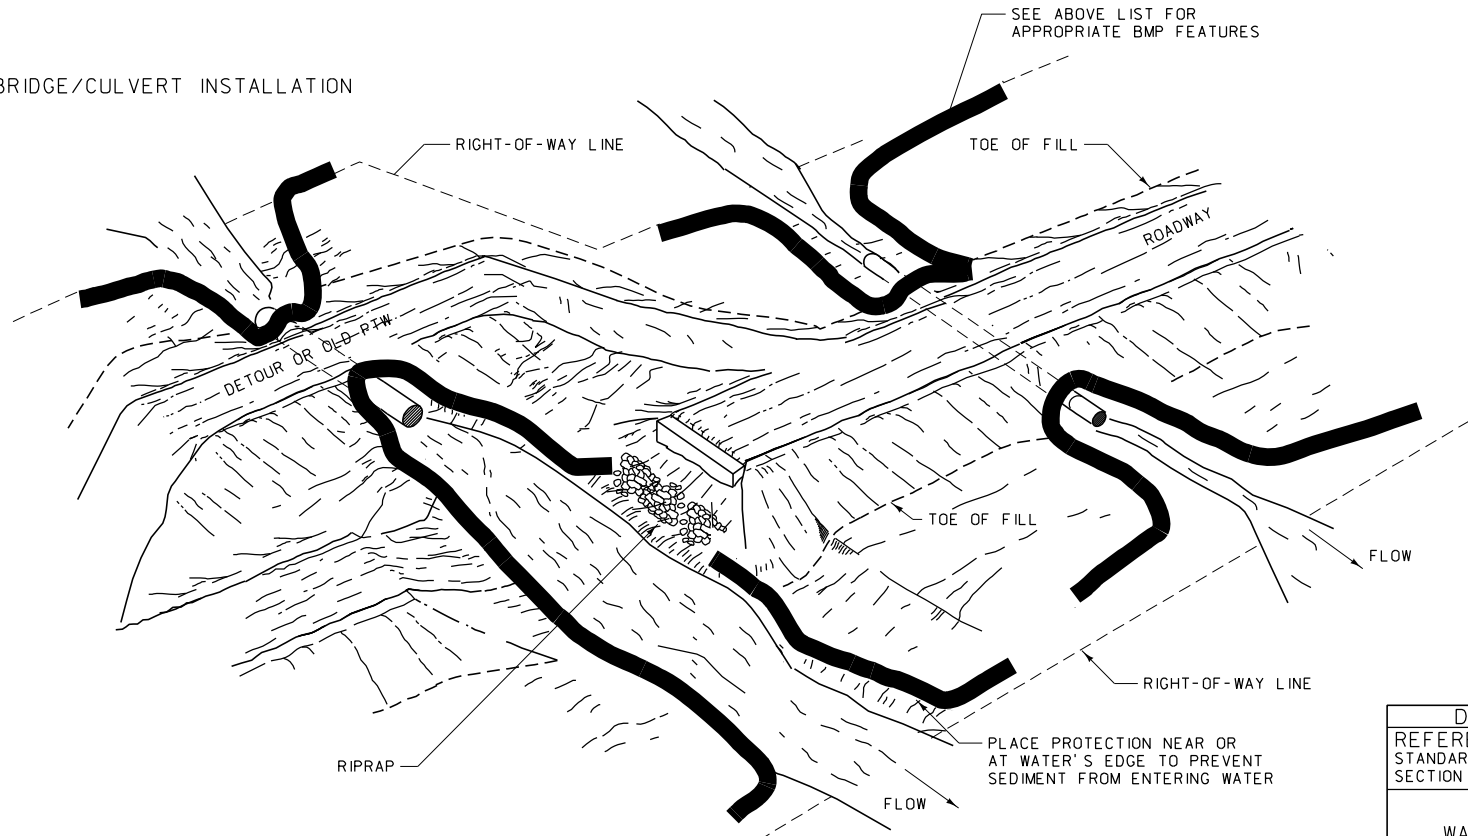 SEE ABOVE LIST FOR
APPROPRIATE BMP FEATURES
BRIDGE/CULVERT INSTALLATION
RIGHT-OF-WAY LINE
TOE OF FILL
ROADWAY
DETOUR OR OLD PTW
TOE OF FILL
FLOW
RIGHT-OF-WAY LINE
PLACE PROTECTION NEAR OR
AT WATER'S EDGE TO PREVENT
SEDIMENT FROM ENTERING WATER
RIPRAP
FLOW
SECTION